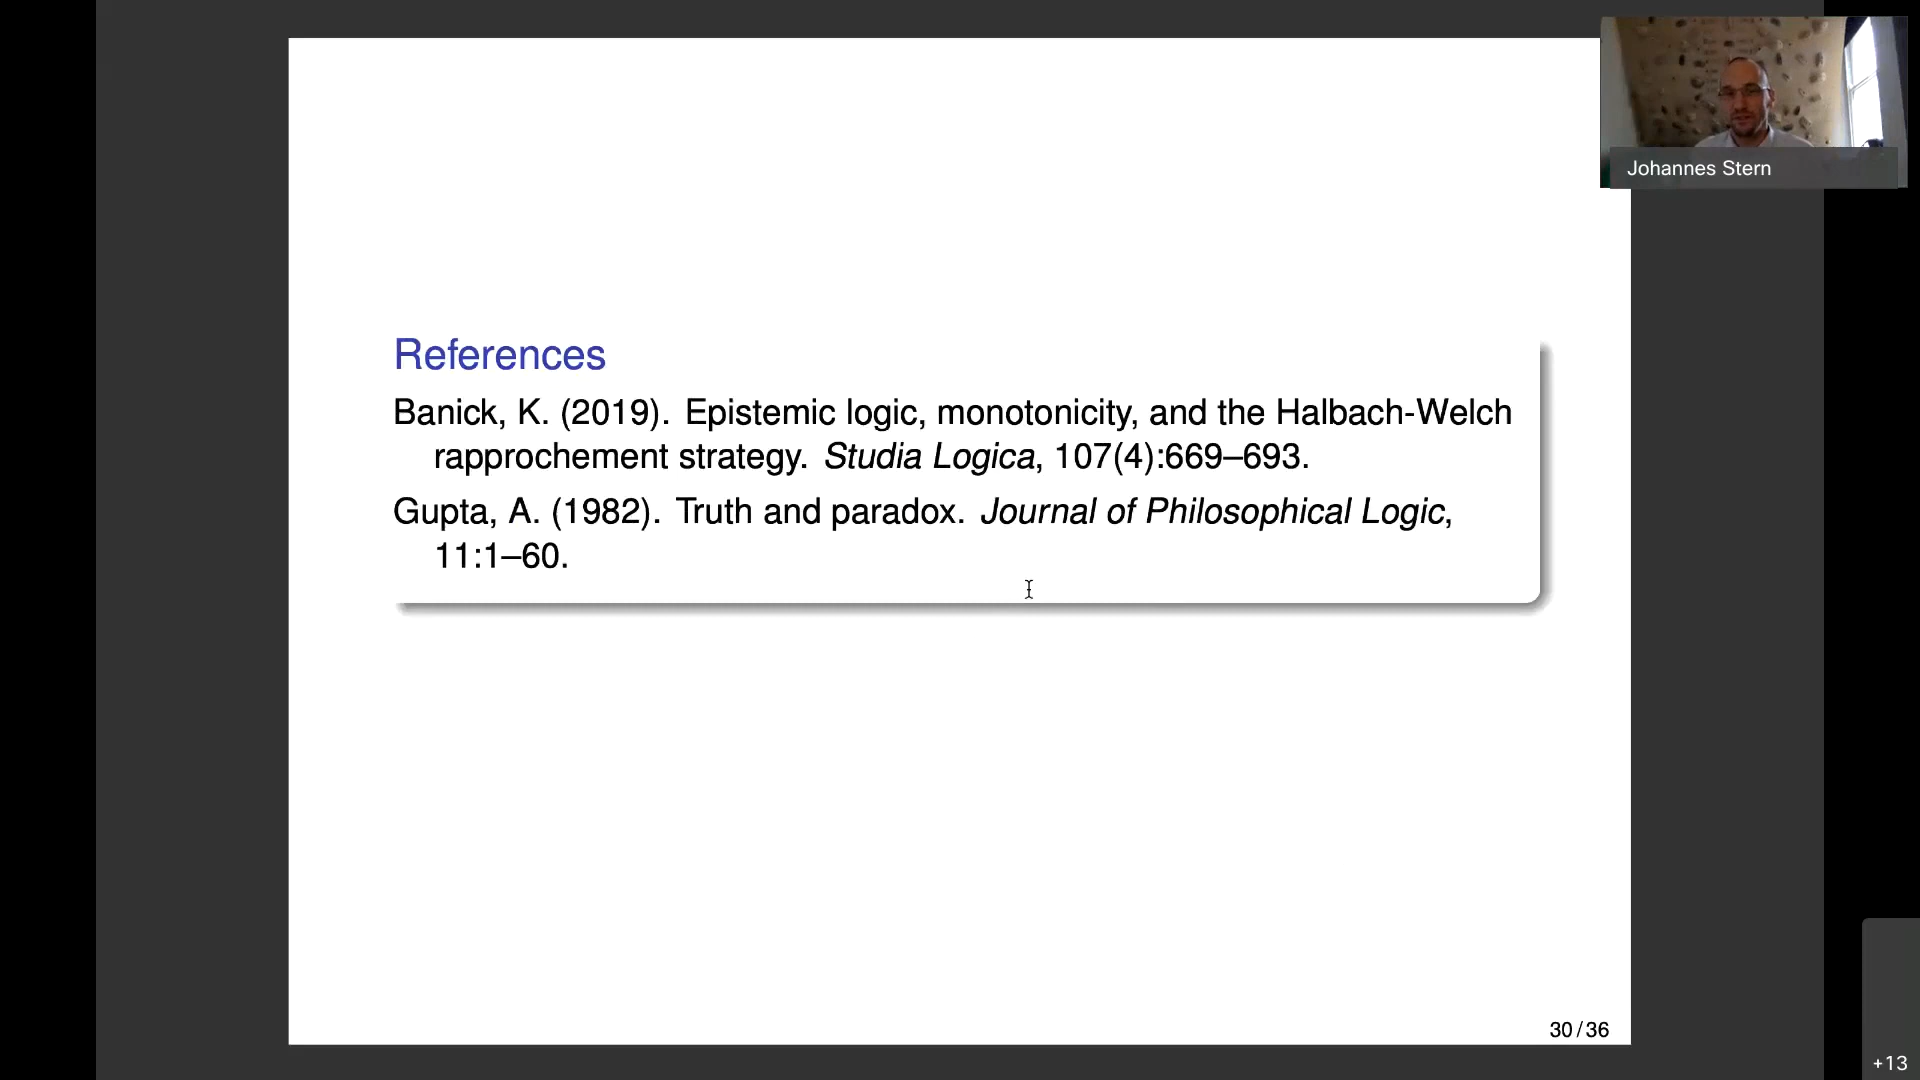 Johannes Stern
References
Banick, K. (2019). Epistemic logic, monotonicity, and the Halbach-Welch
rapprochement strategy. Studia Logica, 107(4):669–693.
Gupta, A. (1982). Truth and paradox. Journal of Philosophical Logic,
11:1–60.
30 / 36
+13